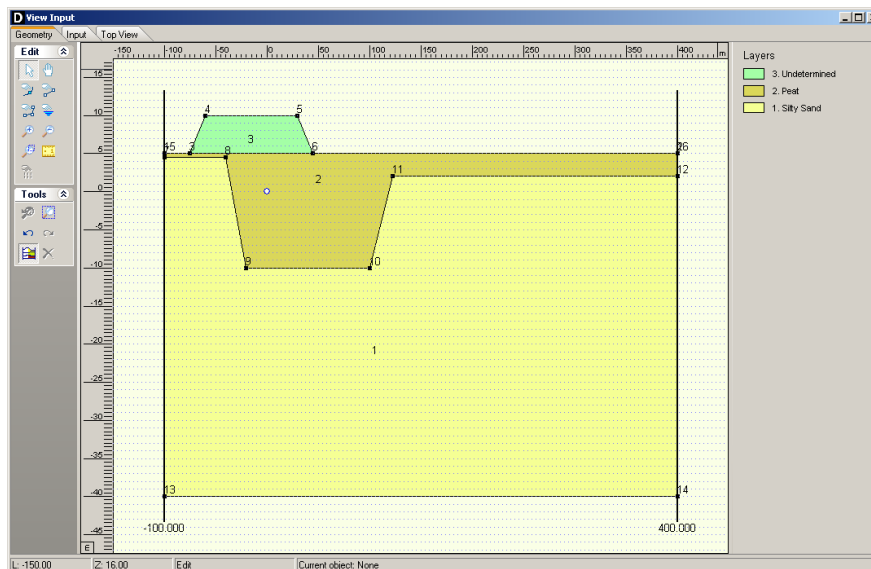 D View Input
Geometry Input Top View
Edit
Tools
-150 -100 -50 0 50 100 150 200 250 300 350 400 m
15
10
5
0
-5
-10
-15
-20
-25
-30
-35
-40
-45
E
4 5
3
3 6
8
2
11
12
9 10
1
13 14
-100.000 400.000
Layers
3. Undetermined
2. Peat
1. Silty Sand
L: -150.00 Z: 16.00 Edit Current object: None